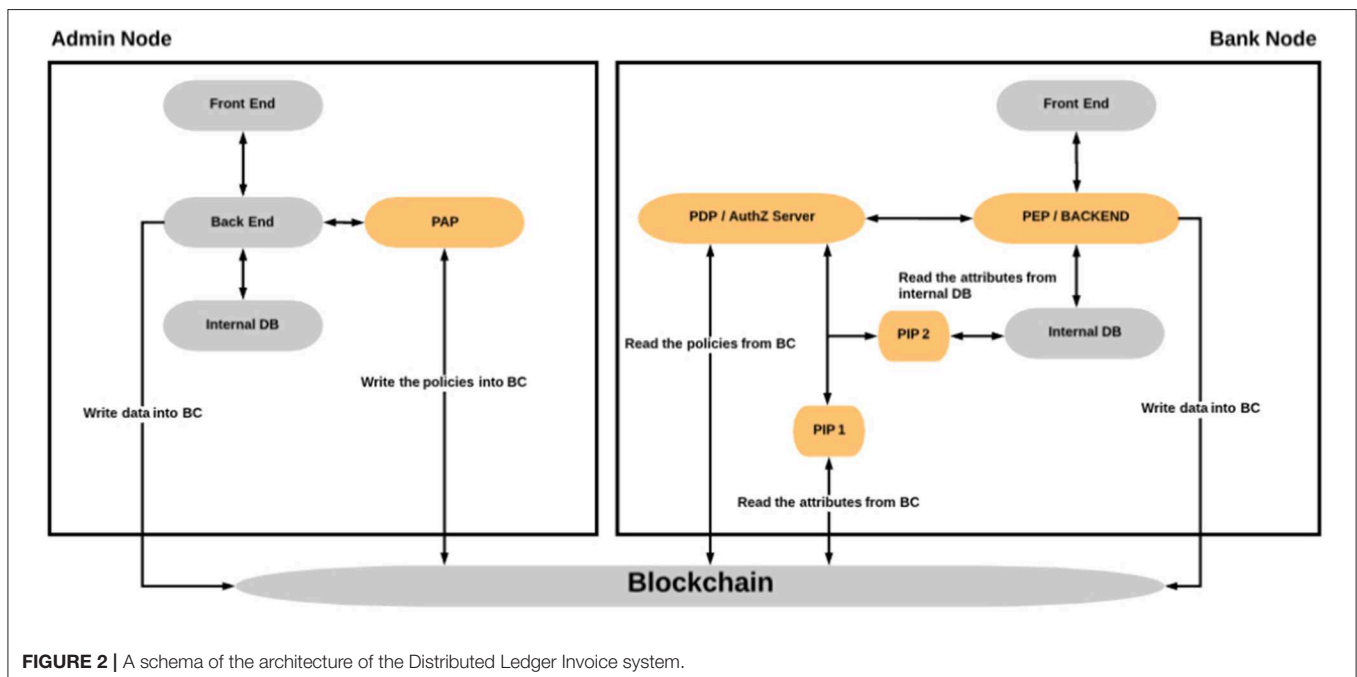 Admin Node
Bank Node
Front End
Front End
Back End
PAP
PDP / AuthZ Server
PEP / BACKEND
Read the attributes from
internal DB
Internal DB
PIP 2
Internal DB
Read the policies from BC
Write the policies into BC
Write data into BC
Write data into BC
PIP 1
Read the attributes from BC
Blockchain
FIGURE 2 | A schema of the architecture of the Distributed Ledger Invoice system.